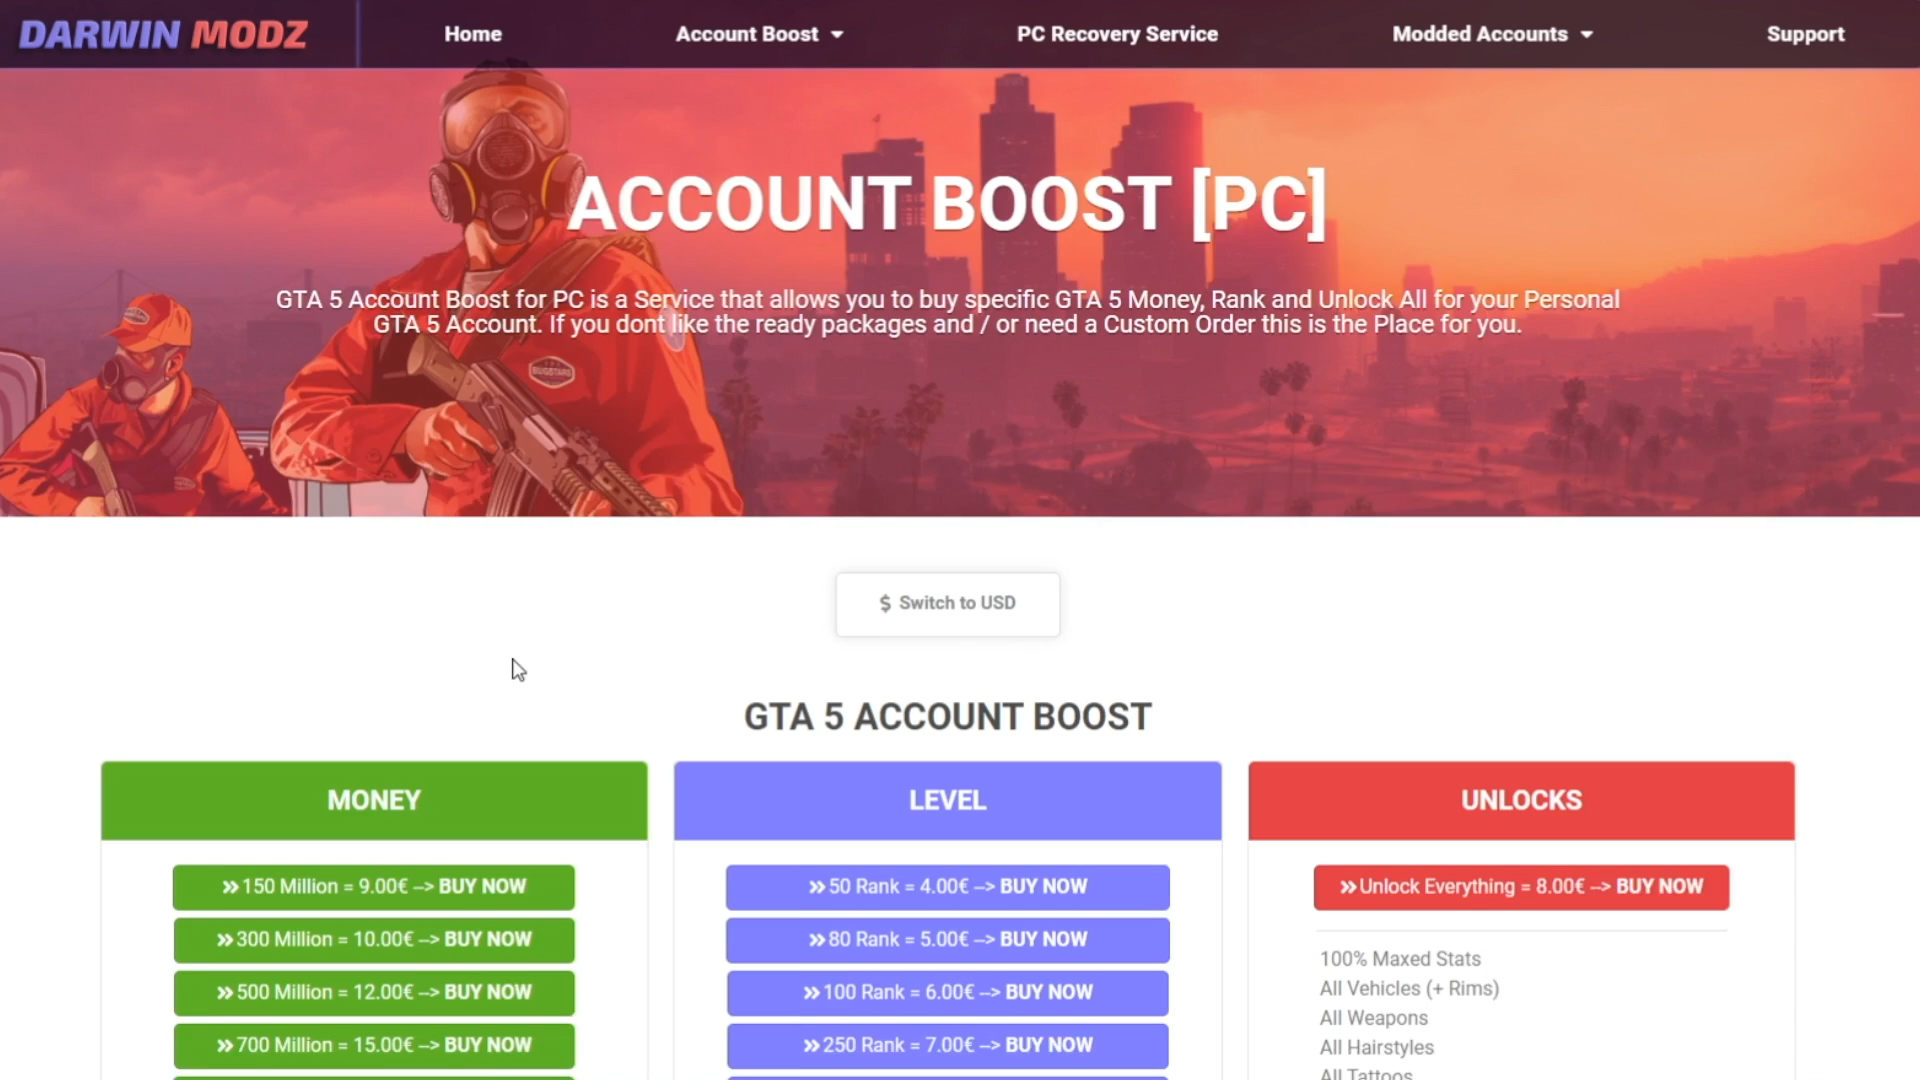 DARWIN MODZ
Home
Account Boost
PC Recovery Service
Modded Accounts
Support
ACCOUNT BOOST [PC]
GTA 5 Account Boost for PC is a Service that allows you to buy specific GTA 5 Money, Rank and Unlock All for your Personal
GTA 5 Account. If you dont like the ready packages and / or need a Custom Order this is the Place for you.
BUGSTARS
$ Switch to USD
GTA 5 ACCOUNT BOOST
MONEY
»150 Million = 9.00€ --> BUY NOW
»300 Million = 10.00€ --> BUY NOW
»500 Million = 12.00€ --> BUY NOW
»700 Million = 15.00€ --> BUY NOW
LEVEL
»50 Rank = 4.00€ --> BUY NOW
»80 Rank = 5.00€ --> BUY NOW
»100 Rank = 6.00€ --> BUY NOW
»250 Rank = 7.00€ --> BUY NOW
UNLOCKS
»Unlock Everything = 8.00€ --> BUY NOW
100% Maxed Stats
All Vehicles (+ Rims)
All Weapons
All Hairstyles
All Tattoos